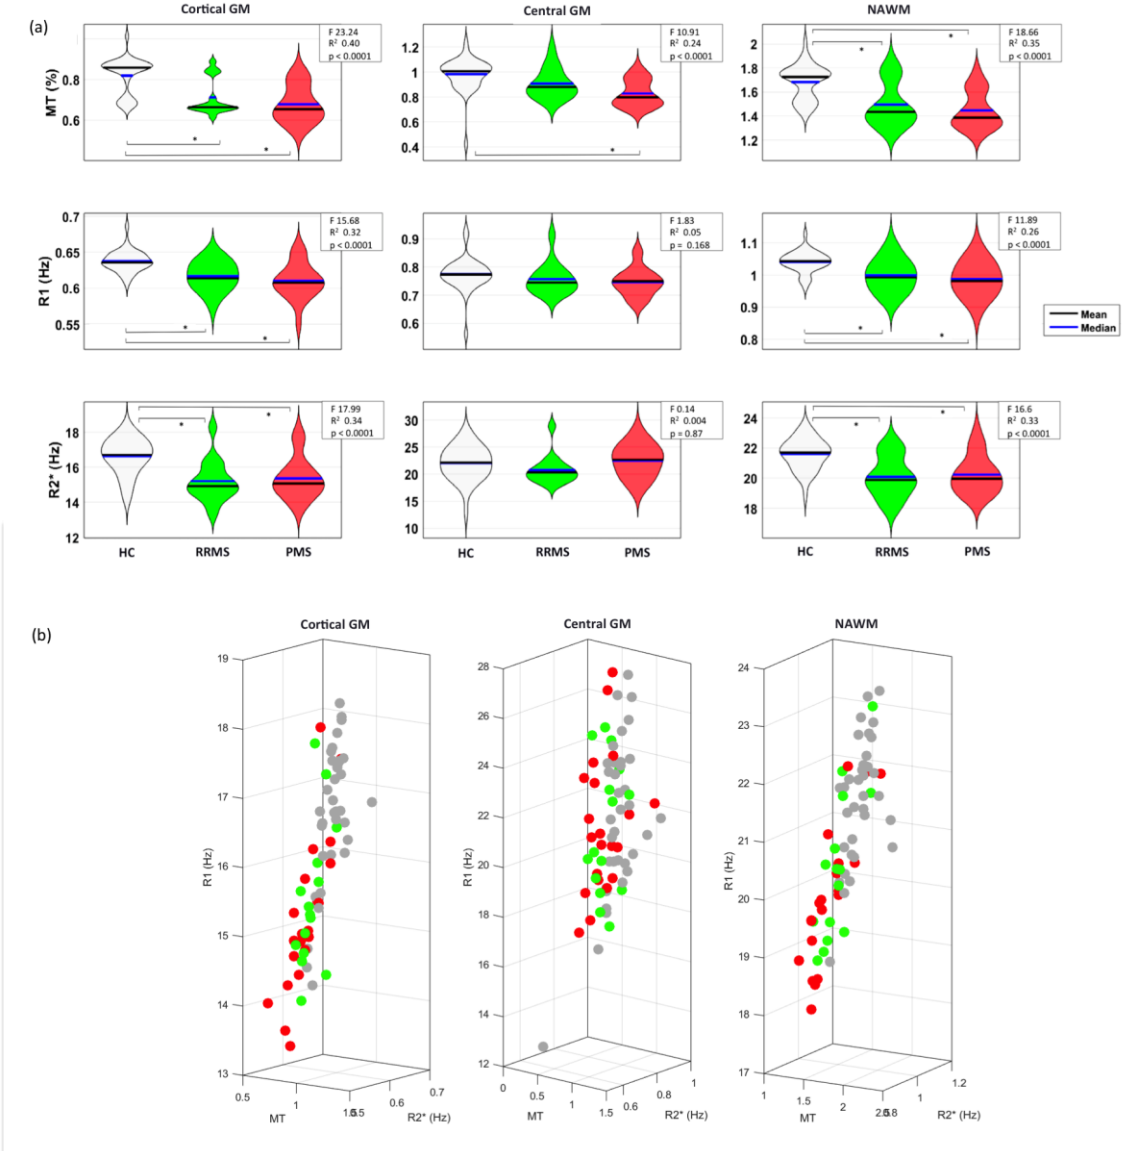 Cortical GM
Central GM
NAWM
(a)
F 23.24
R² 0.40
p < 0.0001
F 10.91
R² 0.24
p < 0.0001
F 18.66
R² 0.35
p < 0.0001
MT (%)
0.8
0.6
*
*
1.2
1
0.8
0.6
0.4
*
2
1.8
1.6
1.4
1.2
*
*
F 15.68
R² 0.32
p < 0.0001
F 1.83
R² 0.05
p = 0.168
F 11.89
R² 0.26
p < 0.0001
R1 (Hz)
0.7
0.65
0.6
0.55
*
*
0.9
0.8
0.7
0.6
1.1
1
0.9
0.8
*
*
Mean
Median
F 17.99
R² 0.34
p < 0.0001
F 0.14
R² 0.004
p = 0.87
F 16.6
R² 0.33
p < 0.0001
R2* (Hz)
18
16
14
12
*
*
30
25
20
15
10
24
22
20
18
*
*
HC RRMS PMS
HC RRMS PMS
HC RRMS PMS
(b)
Cortical GM
Central GM
NAWM
19
18
17
16
15
14
13
R1 (Hz)
0.5
1
1.5
MT
0.5
0.6
0.7
R2* (Hz)
28
26
24
22
20
18
16
14
12
R1 (Hz)
0
0.5
1
1.5
MT
0.6
0.8
1
R2* (Hz)
24
23
22
21
20
19
18
17
R1 (Hz)
1
1.5
2
2.5
MT
0.8
1
1.2
R2* (Hz)